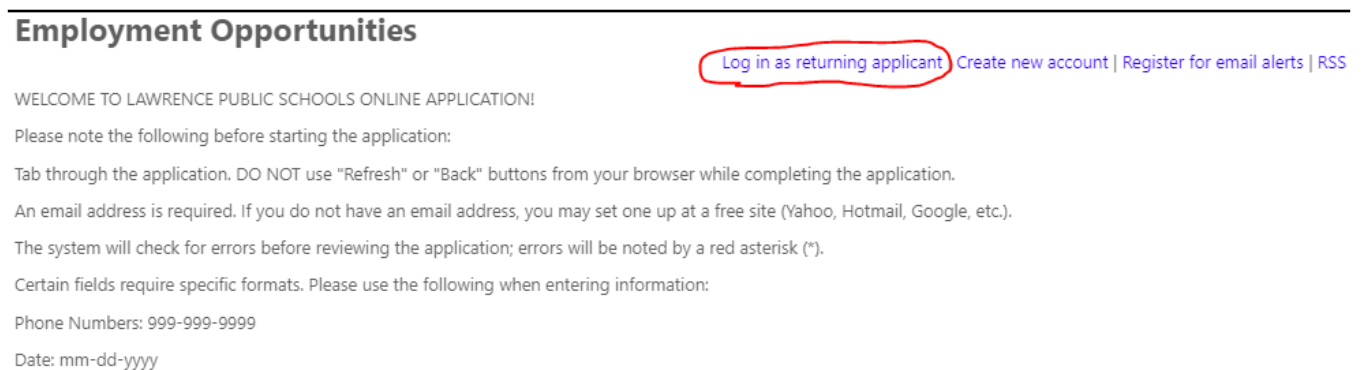 Employment Opportunities
Log in as returning applicant Create new account | Register for email alerts | RSS
WELCOME TO LAWRENCE PUBLIC SCHOOLS ONLINE APPLICATION!
Please note the following before starting the application:
Tab through the application. DO NOT use "Refresh" or "Back" buttons from your browser while completing the application.
An email address is required. If you do not have an email address, you may set one up at a free site (Yahoo, Hotmail, Google, etc.).
The system will check for errors before reviewing the application; errors will be noted by a red asterisk (*).
Certain fields require specific formats. Please use the following when entering information:
Phone Numbers: 999-999-9999
Date: mm-dd-yyyy